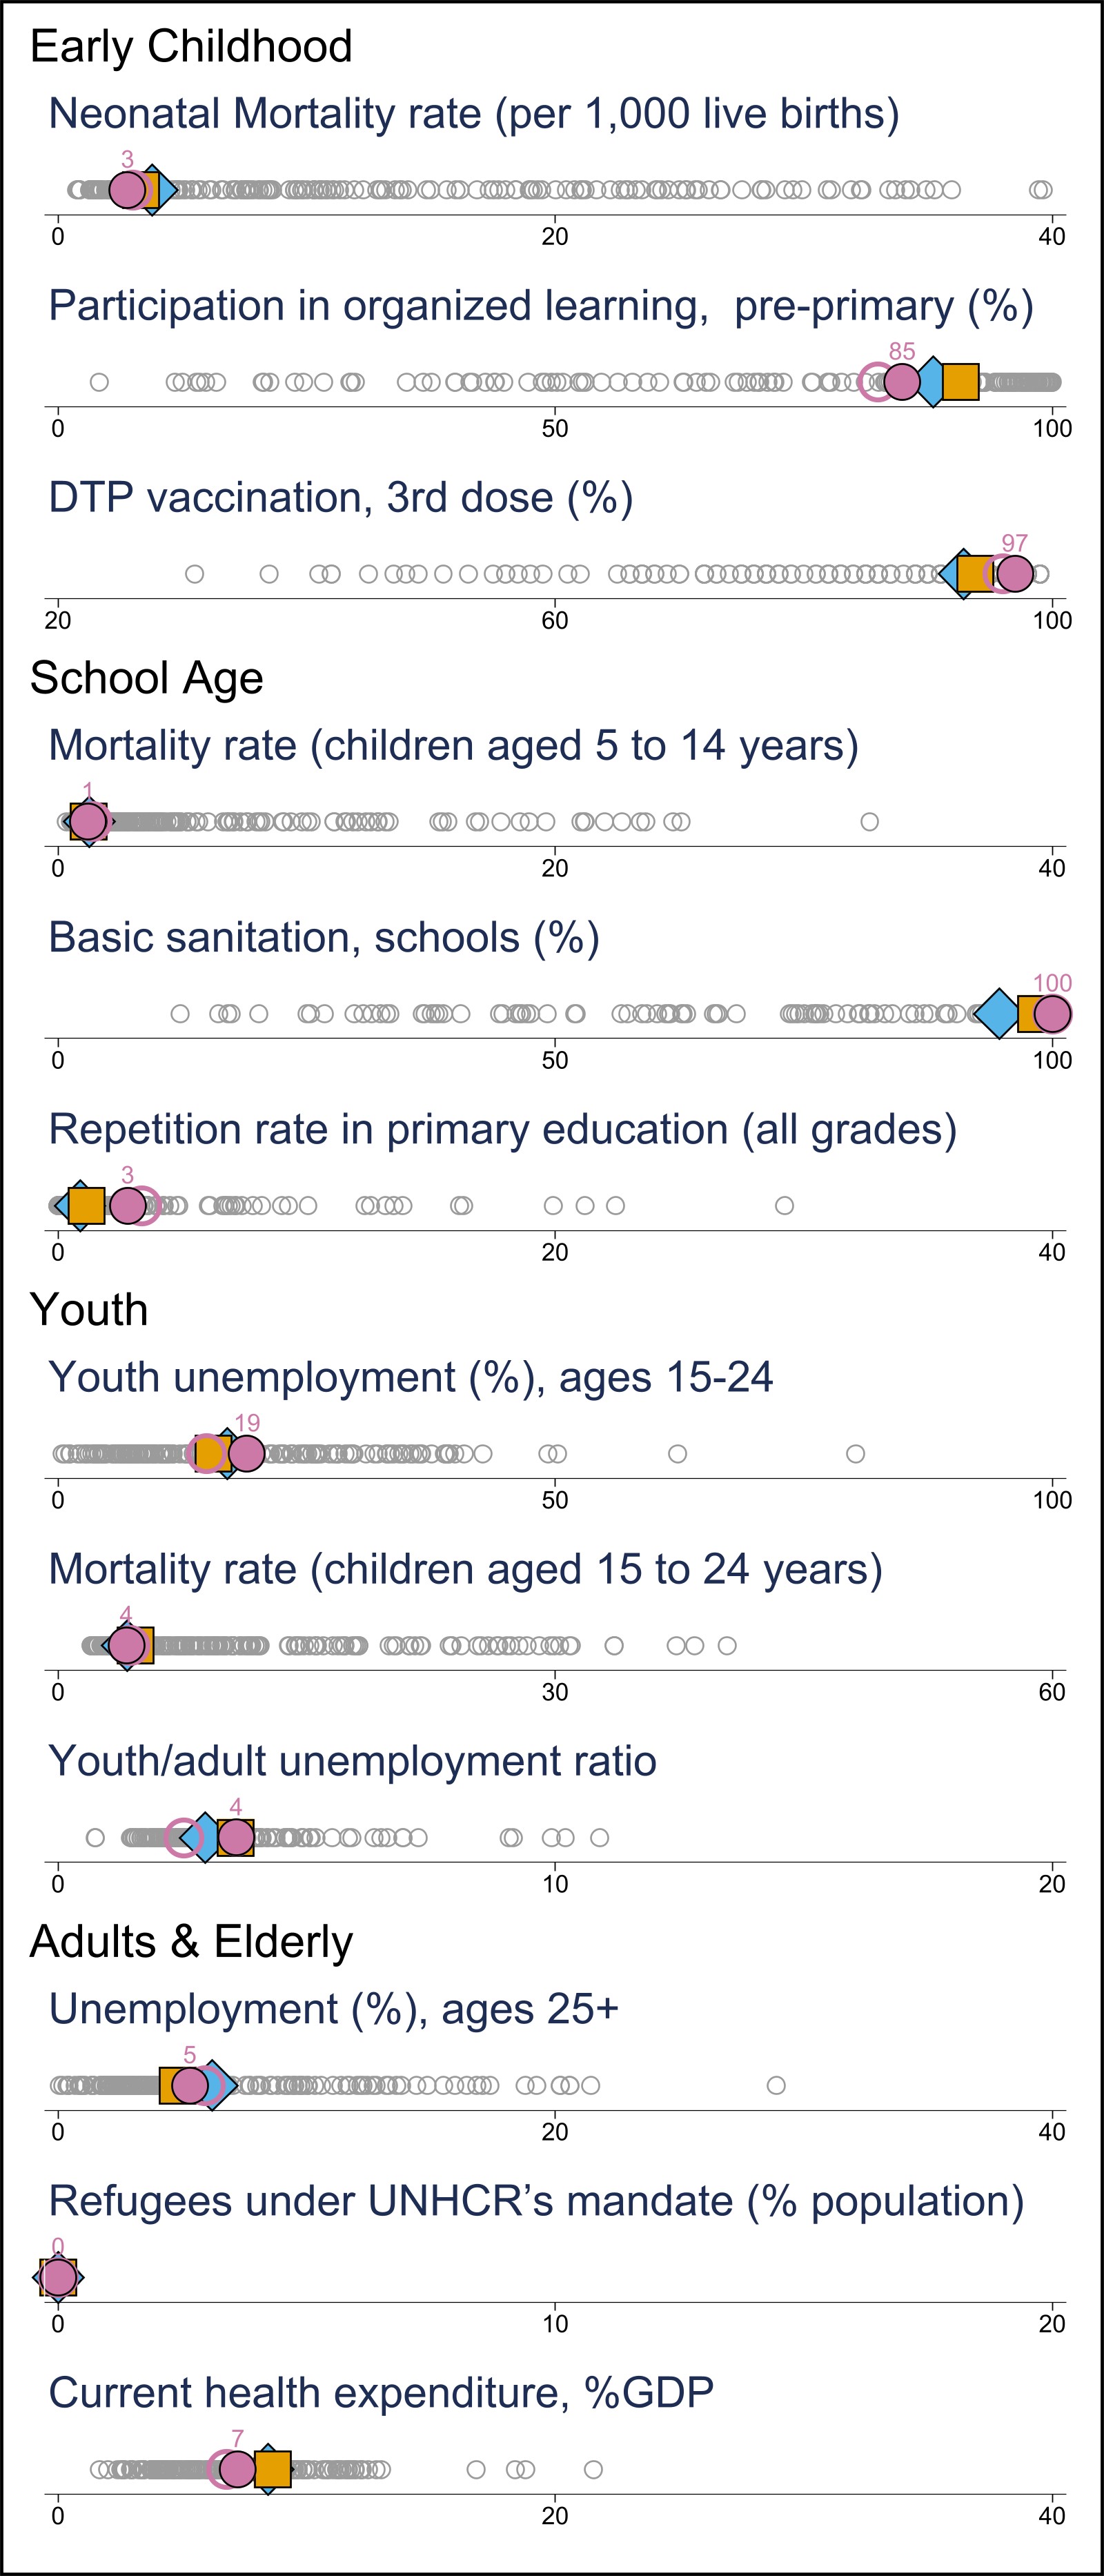 Early Childhood
Neonatal Mortality rate (per 1,000 live births)
3
0 20 40
Participation in organized learning,  pre-primary (%)
85
0 50 100
DTP vaccination, 3rd dose (%)
97
20 60 100
School Age
Mortality rate (children aged 5 to 14 years)
1
0 20 40
Basic sanitation, schools (%)
100
0 50 100
Repetition rate in primary education (all grades)
3
0 20 40
Youth
Youth unemployment (%), ages 15-24
19
0 50 100
Mortality rate (children aged 15 to 24 years)
4
0 30 60
Youth/adult unemployment ratio
4
0 10 20
Adults & Elderly
Unemployment (%), ages 25+
5
0 20 40
Refugees under UNHCR’s mandate (% population)
0
0 10 20
Current health expenditure, %GDP
7
0 20 40